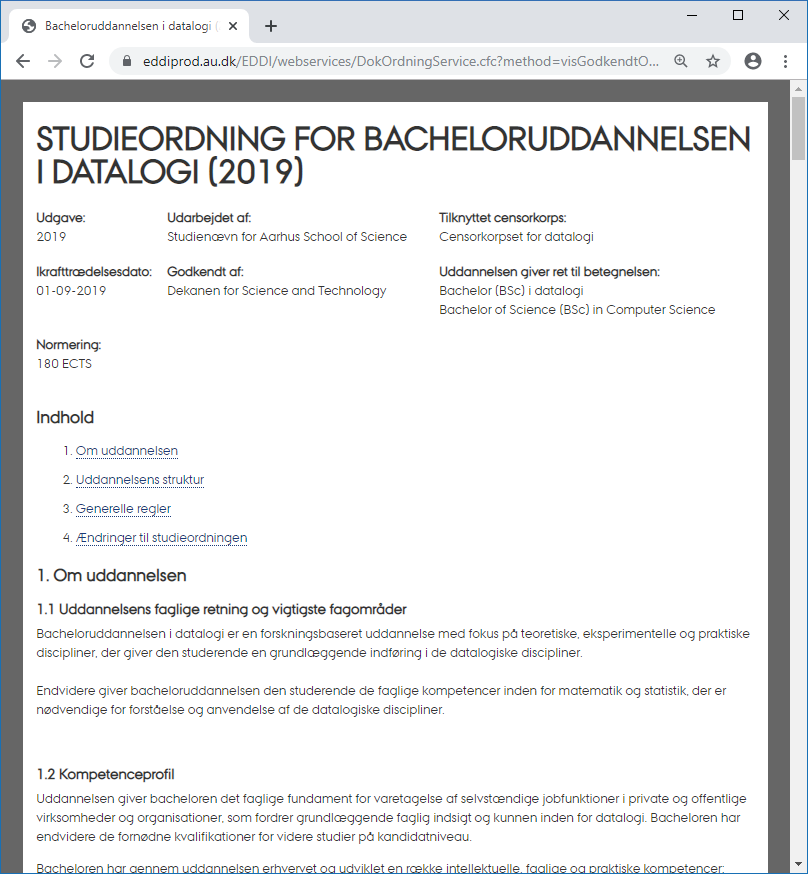 Bacheloruddannelsen i datalogi (
eddiprod.au.dk/EDDI/webservices/DokOrdningService.cfc?method=visGodkendtO...
STUDIEORDNING FOR BACHELORUDDANNELSEN
I DATALOGI (2019)
Udgave: Udarbejdet af: Tilknyttet censorkorps:
2019 Studienævn for Aarhus School of Science Censorkorpset for datalogi
Ikrafttrædelsesdato: Godkendt af: Uddannelsen giver ret til betegnelsen:
01-09-2019 Dekanen for Science and Technology Bachelor (BSc) i datalogi
Bachelor of Science (BSc) in Computer Science
Normering:
180 ECTS
Indhold
1. Om uddannelsen
2. Uddannelsens struktur
3. Generelle regler
4. Ændringer til studieordningen
1. Om uddannelsen
1.1 Uddannelsens faglige retning og vigtigste fagområder
Bacheloruddannelsen i datalogi er en forskningsbaseret uddannelse med fokus på teoretiske, eksperimentelle og praktiske
discipliner, der giver den studerende en grundlæggende indføring i de datalogiske discipliner.
Endvidere giver bacheloruddannelsen den studerende de faglige kompetencer inden for matematik og statistik, der er
nødvendige for forståelse og anvendelse af de datalogiske discipliner.
1.2 Kompetenceprofil
Uddannelsen giver bacheloren det faglige fundament for varetagelse af selvstændige jobfunktioner i private og offentlige
virksomheder og organisationer, som fordrer grundlæggende faglig indsigt og kunnen inden for datalogi. Bacheloren har
endvidere de fornødne kvalifikationer for videre studier på kandidatniveau.
Bacheloren har gennem uddannelsen erhvervet og udviklet en række intellektuelle, faglige og praktiske kompetencer: